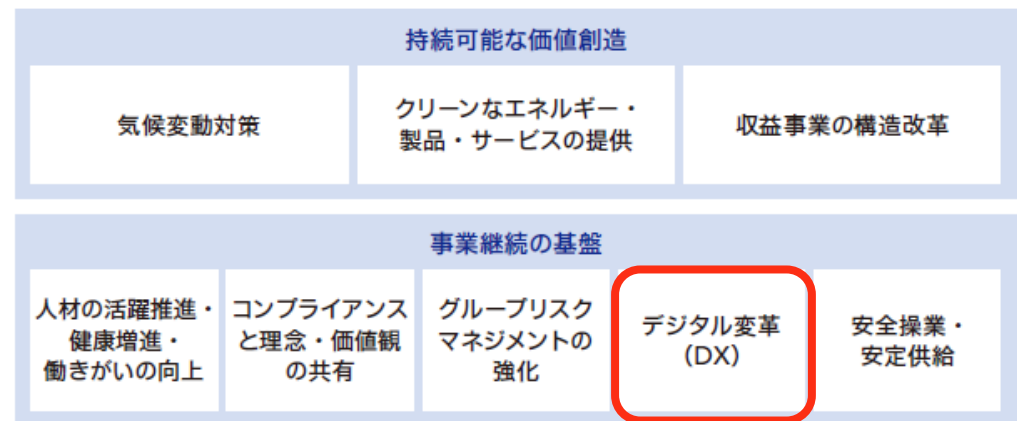 持続可能な価値創造
気候変動対策
クリーンなエネルギー・
製品・サービスの提供
収益事業の構造改革
事業継続の基盤
人材の活躍推進・
健康増進・
働きがいの向上
コンプライアンス
と理念・価値観
の共有
グループリスク
マネジメントの
強化
デジタル変革
(DX)
安全操業・
安定供給